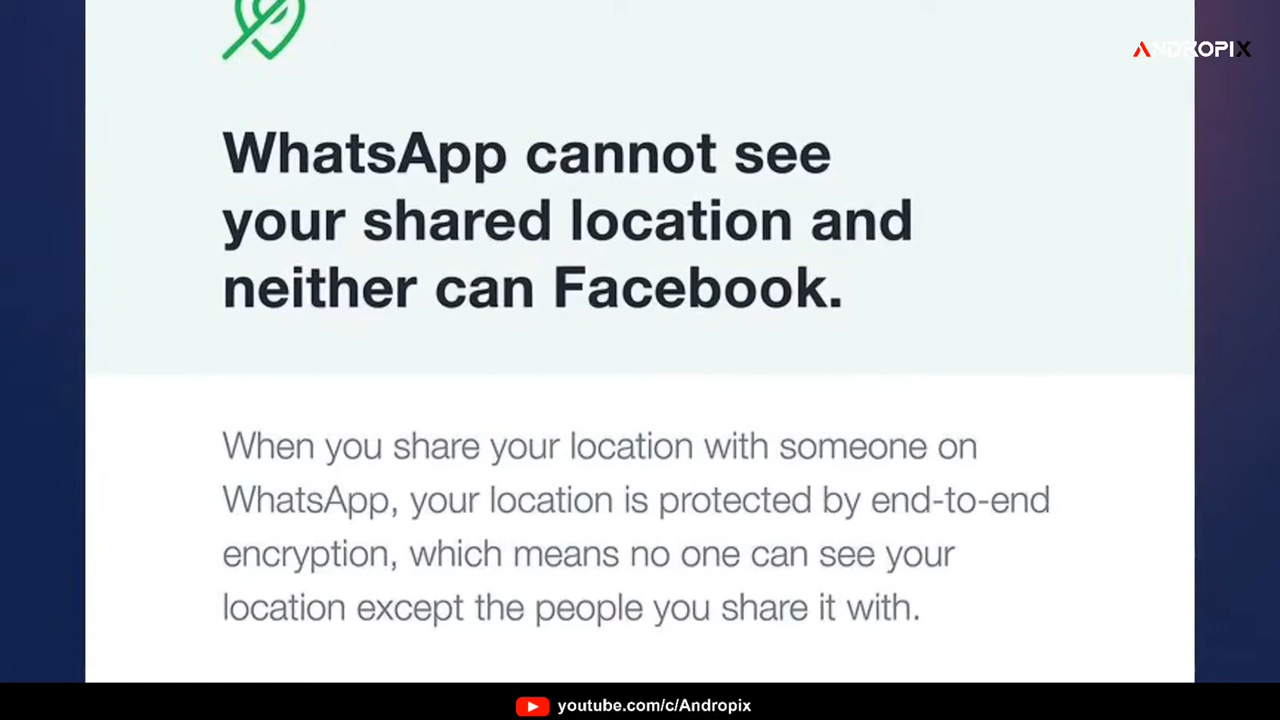 ANDROPIX
WhatsApp cannot see
your shared location and
neither can Facebook.
When you share your location with someone on
WhatsApp, your location is protected by end-to-end
encryption, which means no one can see your
location except the people you share it with.
youtube.com/c/Andropix